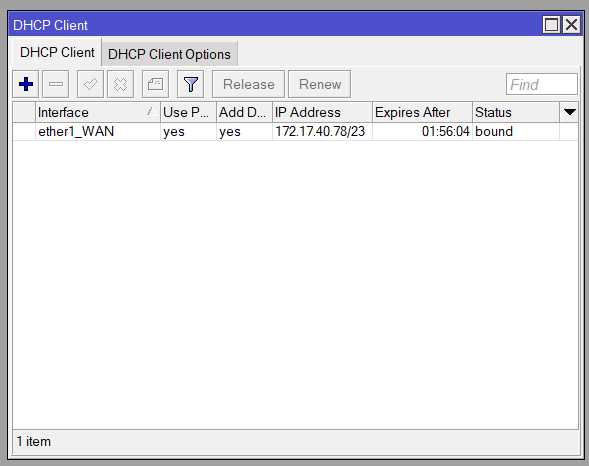 DHCP Client
DHCP Client DHCP Client Options
Release Renew Find
Interface Use P... Add D... IP Address Expires After Status
ether1_WAN yes yes 172.17.40.78/23 01:56:04 bound
1 item